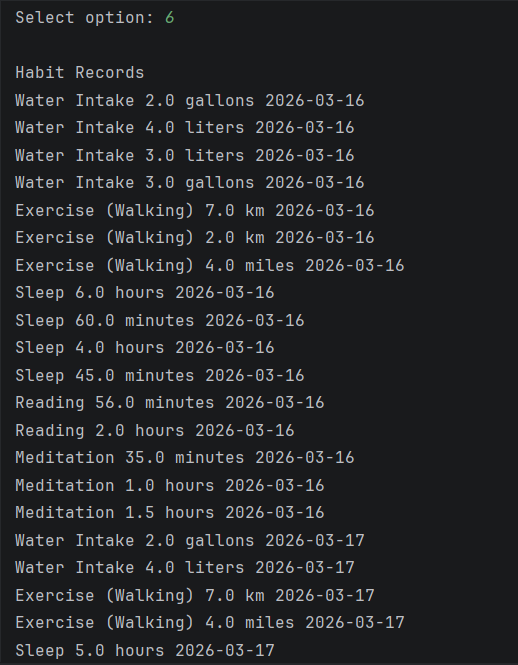 Select option: 6
Habit Records
Water Intake 2.0 gallons 2026-03-16
Water Intake 4.0 liters 2026-03-16
Water Intake 3.0 liters 2026-03-16
Water Intake 3.0 gallons 2026-03-16
Exercise (Walking) 7.0 km 2026-03-16
Exercise (Walking) 2.0 km 2026-03-16
Exercise (Walking) 4.0 miles 2026-03-16
Sleep 6.0 hours 2026-03-16
Sleep 60.0 minutes 2026-03-16
Sleep 4.0 hours 2026-03-16
Sleep 45.0 minutes 2026-03-16
Reading 56.0 minutes 2026-03-16
Reading 2.0 hours 2026-03-16
Meditation 35.0 minutes 2026-03-16
Meditation 1.0 hours 2026-03-16
Meditation 1.5 hours 2026-03-16
Water Intake 2.0 gallons 2026-03-17
Water Intake 4.0 liters 2026-03-17
Exercise (Walking) 7.0 km 2026-03-17
Exercise (Walking) 4.0 miles 2026-03-17
Sleep 5.0 hours 2026-03-17